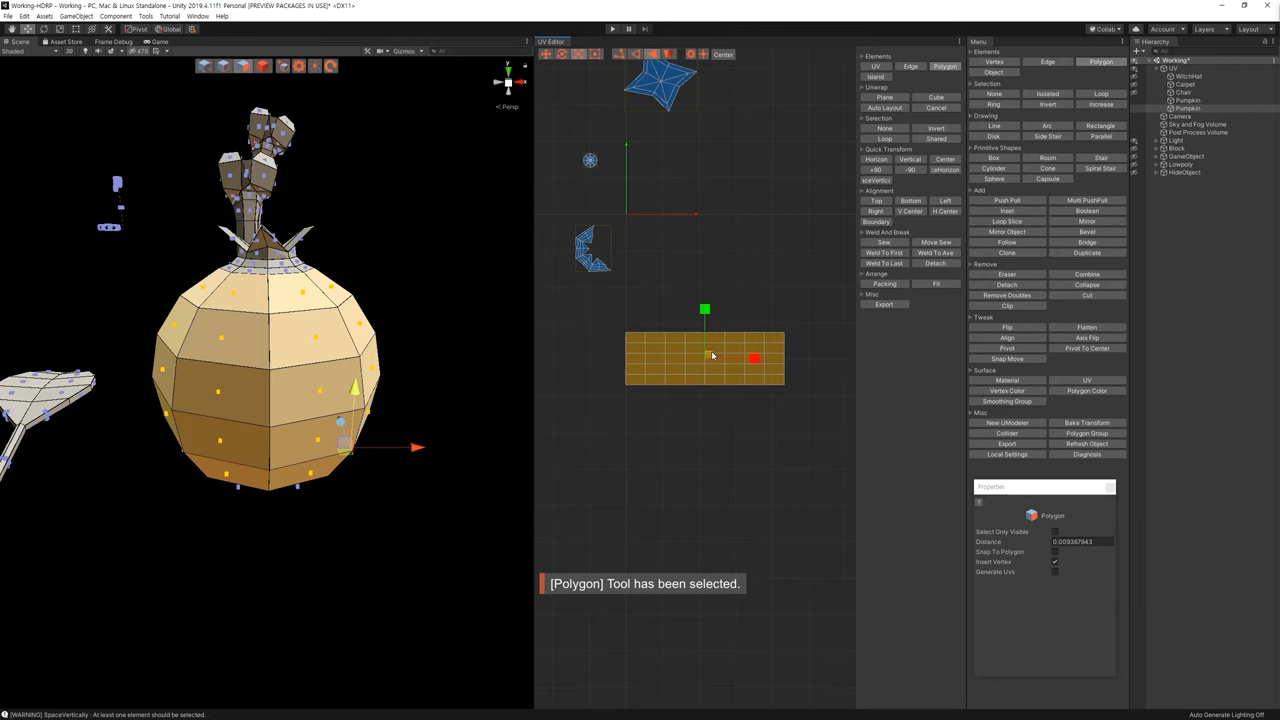 Working-HDRP - Working - PC, Mac & Linux Standalone - Unity 2019.4.11f1 Personal [PREVIEW PACKAGES IN USE]* <DX11>
File Edit Assets GameObject Component Tools Tutorial Window Help
Pivot Global Collab Account Layers Layout
Scene Asset Store Frame Debug Game
Shaded 2D 479 Gizmos All
y
x
< Persp
UV Editor
Center
Elements
UV Edge Polygon
Island
Unwrap
Plane Cube
Auto Layout Cancel
Selection
None Invert
Loop Shared
Quick Transform
Horizon Vertical Center
+90 -90 :eHorizon
iceVertica
Alignment
Top Bottom Left
Right V Center H Center
Boundary
Weld And Break
Sew Move Sew
Weld To First Weld To Ave
Weld To Last Detach
Arrange
Packing Fit
Misc
Export
Menu
Elements
Vertex Edge Polygon
Object
Selection
None Isolated Loop
Ring Invert Increase
Drawing
Line Arc Rectangle
Disk Side Stair Parallel
Primitive Shapes
Box Room Stair
Cylinder Cone Spiral Stair
Sphere Capsule
Add
Push Pull Multi PushPull
Inset Boolean
Loop Slice Mirror
Mirror Object Bevel
Follow Bridge
Clone Duplicate
Remove
Eraser Combine
Detach Collapse
Remove Doubles Cut
Clip
Tweak
Flip Flatten
Align Axis Flip
Pivot Pivot To Center
Snap Move
Surface
Material UV
Vertex Color Polygon Color
Smoothing Group
Misc
New UModeler Bake Transform
Collider Polygon Group
Export Refresh Object
Local Settings Diagnosis
Properties
?
Polygon
Select Only Visible
Distance 0.009367943
Snap To Polygon
Insert Vertex
Generate Uvs
Hierarchy
All
Working*
UV
WitchHat
Carpet
Chair
Pumpkin
Pumpkin
Camera
Sky and Fog Volume
Post Process Volume
Light
Block
GameObject
Lowpoly
HideObject
[Polygon] Tool has been selected.
[WARNING] SpaceVertically : At least one element should be selected.
Auto Generate Lighting Off